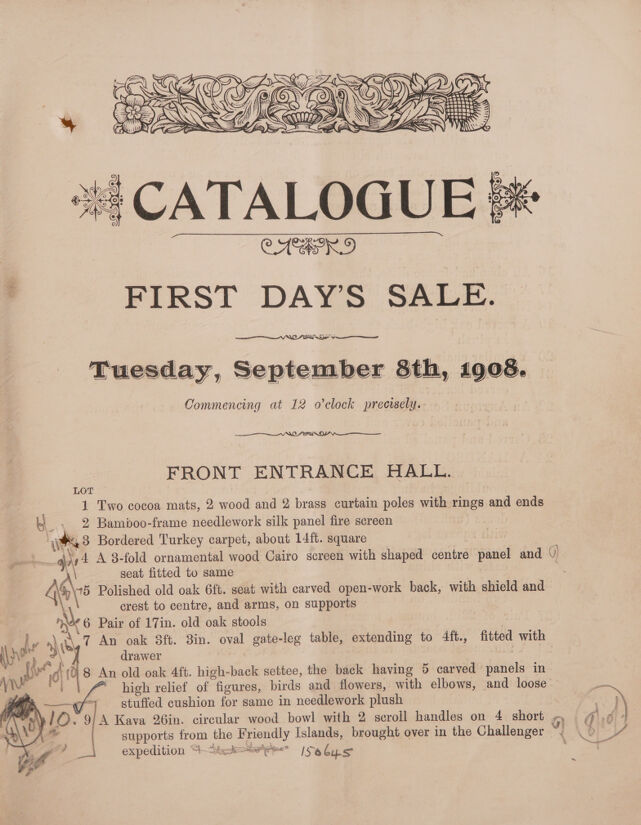 CATALOGUE
FIRST DAY'S SALE.
Tuesday, September 8th, 1908.
Commencing at 12 o'clock precisely.
FRONT ENTRANCE HALL.
LOT
1 Two cocoa mats, 2 wood and 2 brass curtain poles with rings and ends
6/-
2 Bamboo-frame needlework silk panel fire screen
3 Bordered Turkey carpet, about 14ft. square
4 A 3-fold ornamental wood Cairo screen with shaped centre panel and
seat fitted to same
5 Polished old oak 6ft. seat with carved open-work back, with shield and
crest to centre, and arms, on supports
6 Pair of 17in. old oak stools
7 An oak 3ft. 3in. oval gate-leg table, extending to 4ft., fitted with
drawer
8 An old oak 4ft. high-back settee, the back having 5 carved panels in
high relief of figures, birds and flowers, with elbows, and loose
stuffed cushion for same in needlework plush
10. 9 A Kava 26in. circular wood bowl with 2 scroll handles on 4 short
supports from the Friendly Islands, brought over in the Challenger
expedition 150645
8/10/-